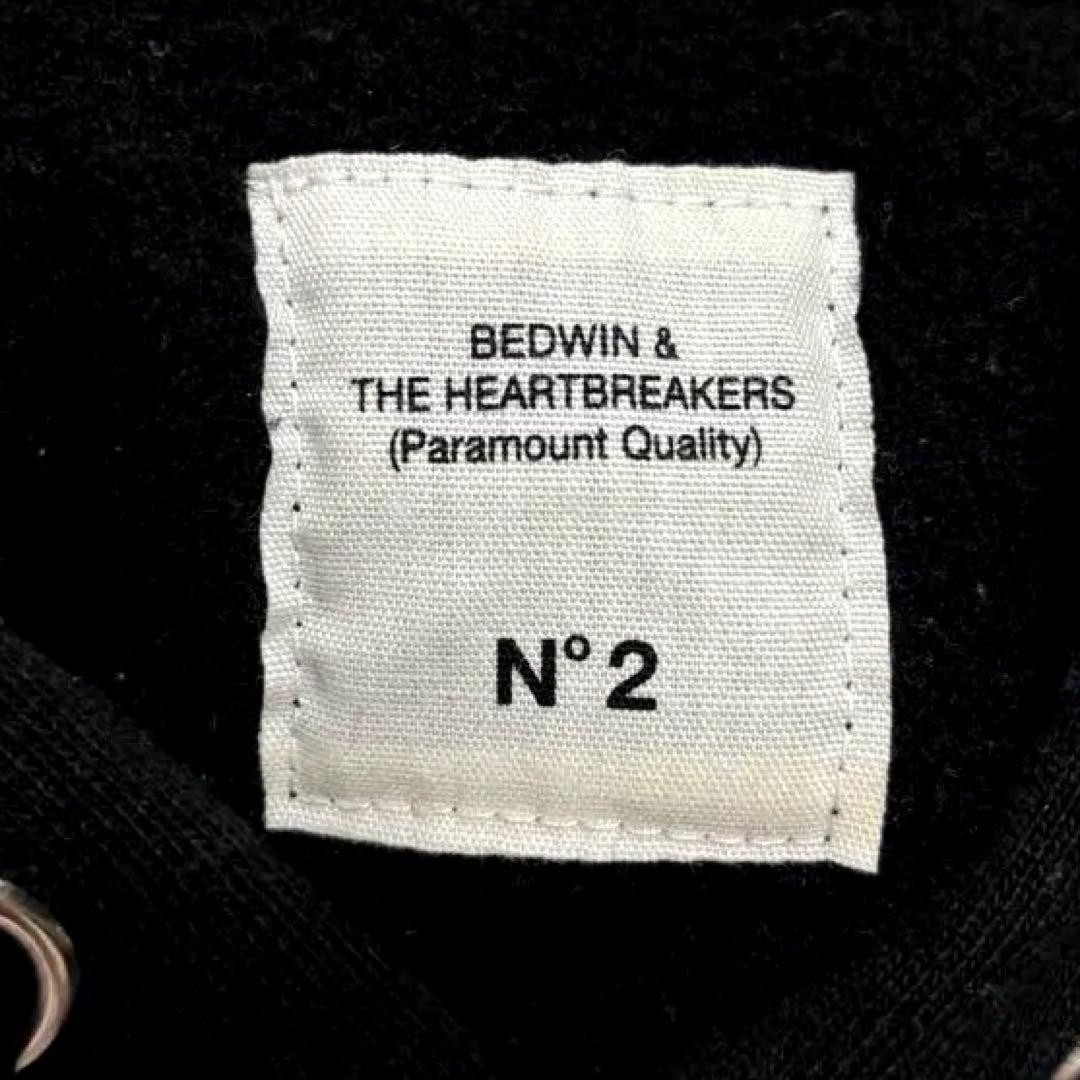 BEDWIN &
THE HEARTBREAKERS
(Paramount Quality)
N° 2